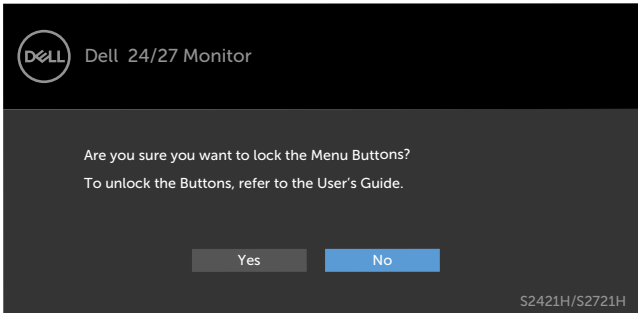 DELL
Dell 24/27 Monitor
Are you sure you want to lock the Menu Buttons?
To unlock the Buttons, refer to the User’s Guide.
Yes No
S2421H/S2721H